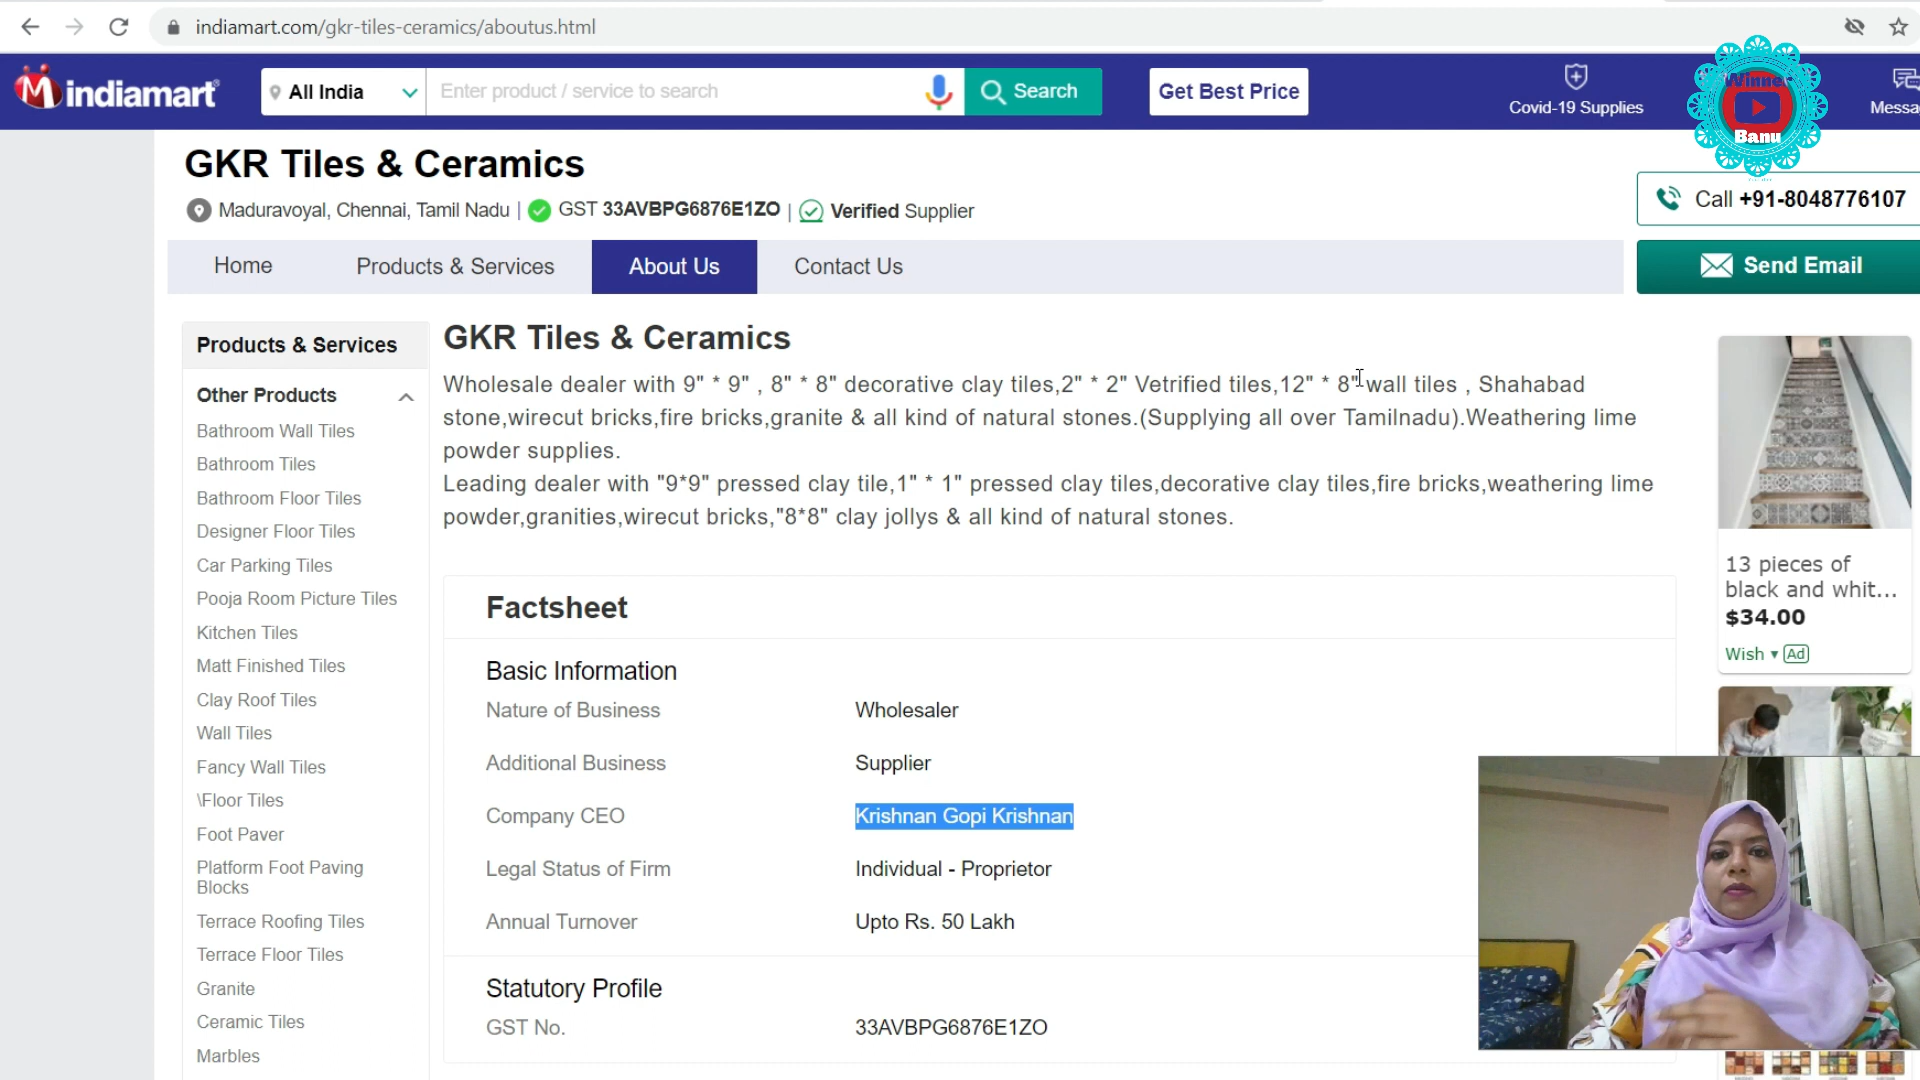 indiamart.com/gkr-tiles-ceramics/aboutus.html
indiamart
All India
Enter product / service to search
Search
Get Best Price
Covid-19 Supplies
Messa
Winner
Banu
GKR Tiles & Ceramics
Maduravoyal, Chennai, Tamil Nadu | GST 33AVBPG6876E1ZO | Verified Supplier
Call +91-8048776107
Home
Products & Services
About Us
Contact Us
Send Email
Products & Services
Other Products
Bathroom Wall Tiles
Bathroom Tiles
Bathroom Floor Tiles
Designer Floor Tiles
Car Parking Tiles
Pooja Room Picture Tiles
Kitchen Tiles
Matt Finished Tiles
Clay Roof Tiles
Wall Tiles
Fancy Wall Tiles
\Floor Tiles
Foot Paver
Platform Foot Paving
Blocks
Terrace Roofing Tiles
Terrace Floor Tiles
Granite
Ceramic Tiles
Marbles
GKR Tiles & Ceramics
Wholesale dealer with 9" * 9" , 8" * 8" decorative clay tiles,2" * 2" Vetrified tiles,12" * 8" wall tiles , Shahabad
stone,wirecut bricks,fire bricks,granite & all kind of natural stones.(Supplying all over Tamilnadu).Weathering lime
powder supplies.
Leading dealer with "9*9" pressed clay tile,1" * 1" pressed clay tiles,decorative clay tiles,fire bricks,weathering lime
powder,granities,wirecut bricks,"8*8" clay jollys & all kind of natural stones.
Factsheet
Basic Information
Nature of Business Wholesaler
Additional Business Supplier
Company CEO Krishnan Gopi Krishnan
Legal Status of Firm Individual - Proprietor
Annual Turnover Upto Rs. 50 Lakh
Statutory Profile
GST No. 33AVBPG6876E1ZO
13 pieces of
black and whit...
$34.00
Wish Ad